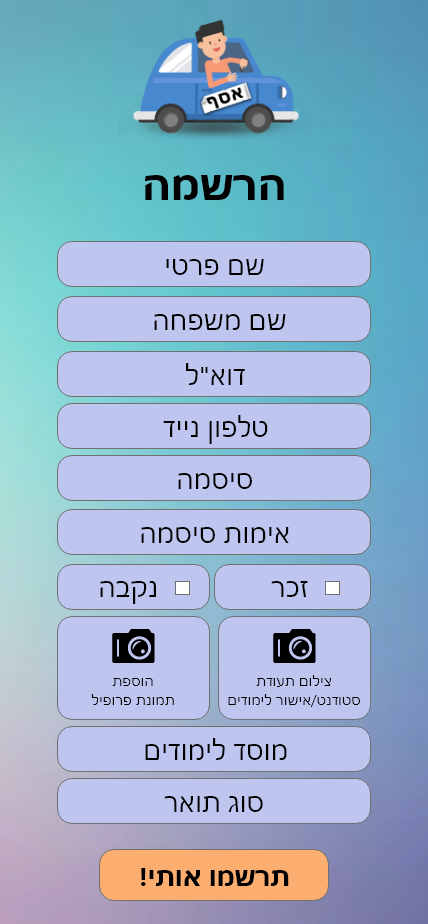 אסף
הרשמה
שם פרטי
שם משפחה
דוא"ל
טלפון נייד
סיסמה
אימות סיסמה
זכר
נקבה
צילום תעודת
סטודנט/אישור לימודים
הוספת
תמונת פרופיל
מוסד לימודים
סוג תואר
תרשמו אותי!